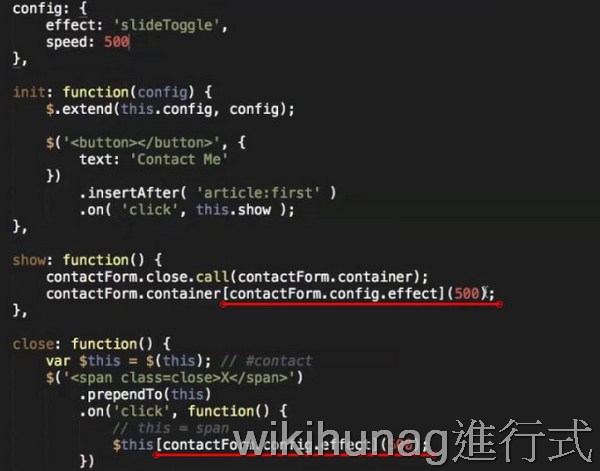 config: {
    effect: 'slideToggle',
    speed: 500
},
init: function(config) {
    $.extend(this.config, config);
    $('<button></button>', {
        text: 'Contact Me'
    })
        .insertAfter( 'article:first' )
        .on( 'click', this.show );
},
show: function() {
    contactForm.close.call(contactForm.container);
    contactForm.container[contactForm.config.effect](500);
},
close: function() {
    var $this = $(this); // #contact
    $('<span class=close>X</span>')
        .prependTo(this)
        .on('click', function() {
            // this = span
            $this[contactForm.config.effect](500);
        })
wikihunag進行式